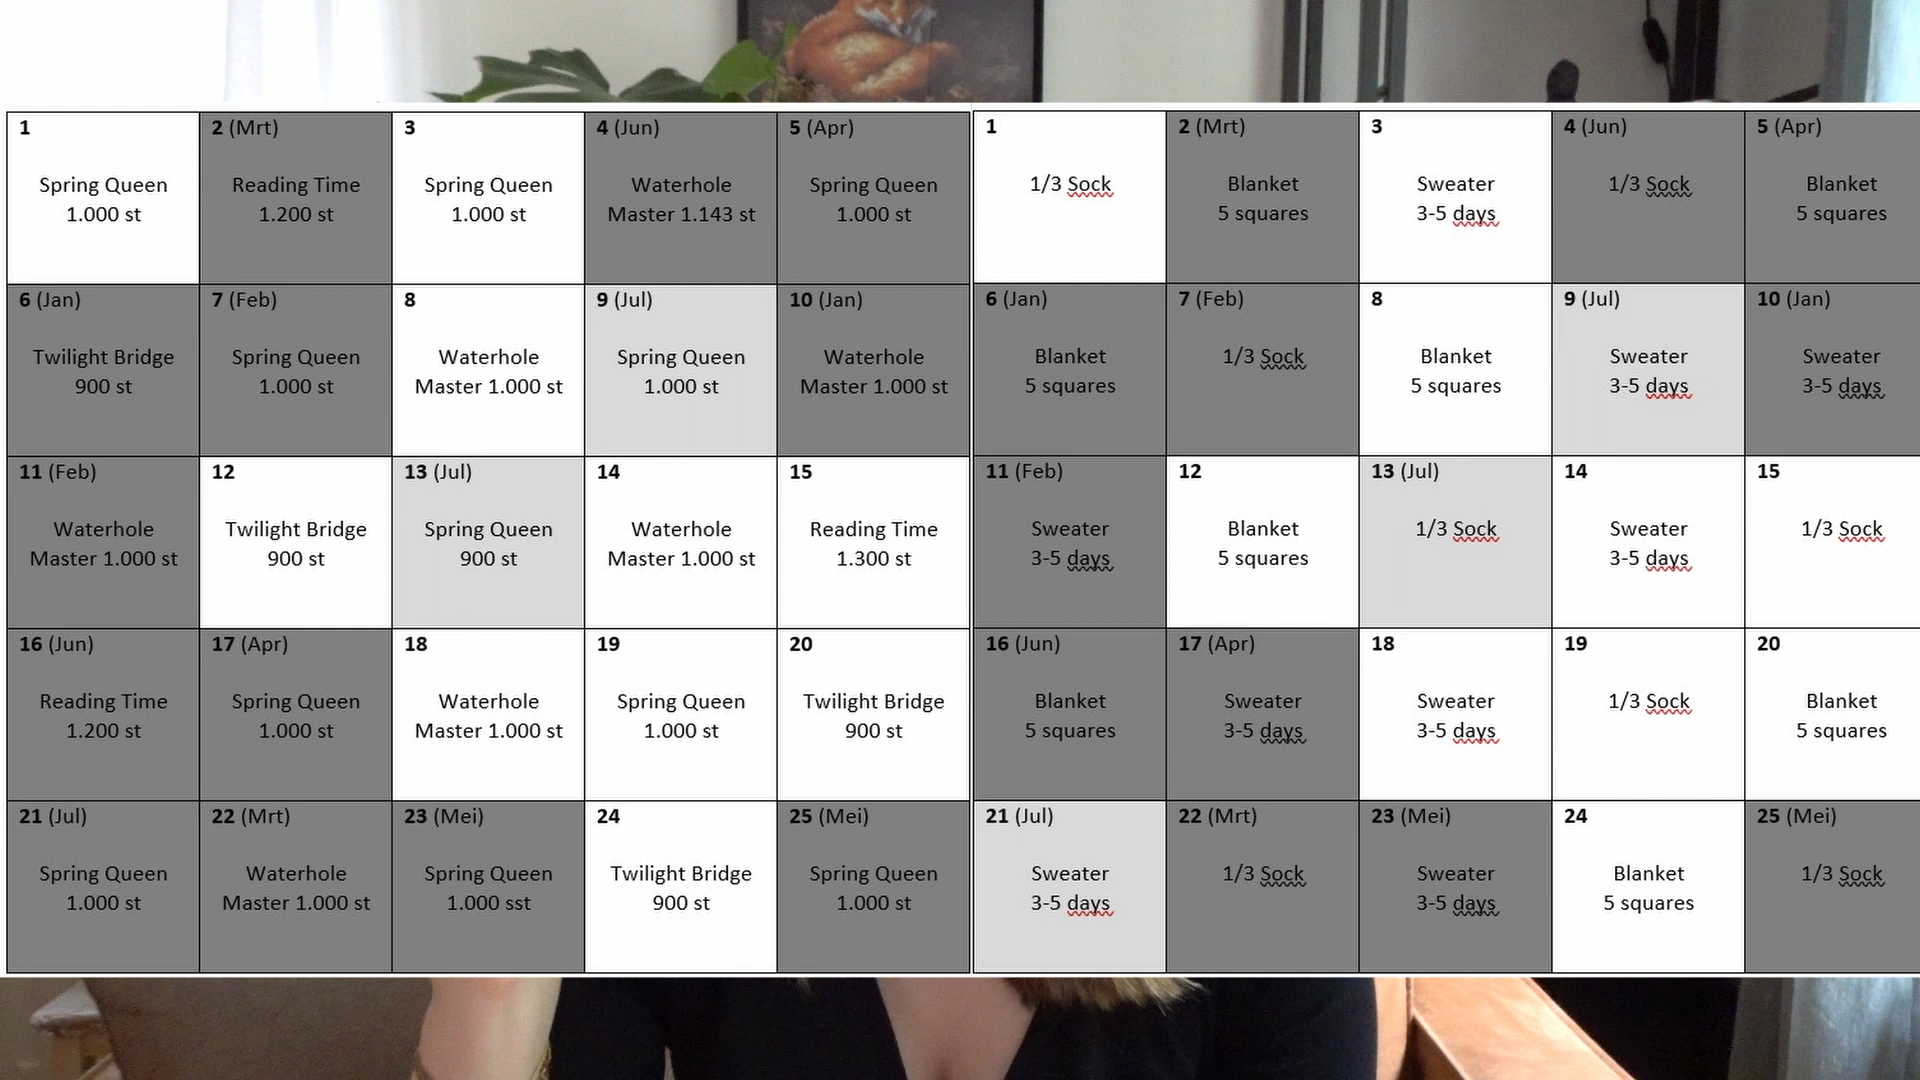 1
Spring Queen
1.000 st
2 (Mrt)
Reading Time
1.200 st
3
Spring Queen
1.000 st
4 (Jun)
Waterhole
Master 1.143 st
5 (Apr)
Spring Queen
1.000 st
6 (Jan)
Twilight Bridge
900 st
7 (Feb)
Spring Queen
1.000 st
8
Waterhole
Master 1.000 st
9 (Jul)
Spring Queen
1.000 st
10 (Jan)
Waterhole
Master 1.000 st
11 (Feb)
Waterhole
Master 1.000 st
12
Twilight Bridge
900 st
13 (Jul)
Spring Queen
900 st
14
Waterhole
Master 1.000 st
15
Reading Time
1.300 st
16 (Jun)
Reading Time
1.200 st
17 (Apr)
Spring Queen
1.000 st
18
Waterhole
Master 1.000 st
19
Spring Queen
1.000 st
20
Twilight Bridge
900 st
21 (Jul)
Spring Queen
1.000 st
22 (Mrt)
Waterhole
Master 1.000 st
23 (Mei)
Spring Queen
1.000 sst
24
Twilight Bridge
900 st
25 (Mei)
Spring Queen
1.000 st
1
1/3 Sock
2 (Mrt)
Blanket
5 squares
3
Sweater
3-5 days
4 (Jun)
1/3 Sock
5 (Apr)
Blanket
5 squares
6 (Jan)
Blanket
5 squares
7 (Feb)
1/3 Sock
8
Blanket
5 squares
9 (Jul)
Sweater
3-5 days
10 (Jan)
Sweater
3-5 days
11 (Feb)
Sweater
3-5 days
12
Blanket
5 squares
13 (Jul)
1/3 Sock
14
Sweater
3-5 days
15
1/3 Sock
16 (Jun)
Blanket
5 squares
17 (Apr)
Sweater
3-5 days
18
Sweater
3-5 days
19
1/3 Sock
20
Blanket
5 squares
21 (Jul)
Sweater
3-5 days
22 (Mrt)
1/3 Sock
23 (Mei)
Sweater
3-5 days
24
Blanket
5 squares
25 (Mei)
1/3 Sock